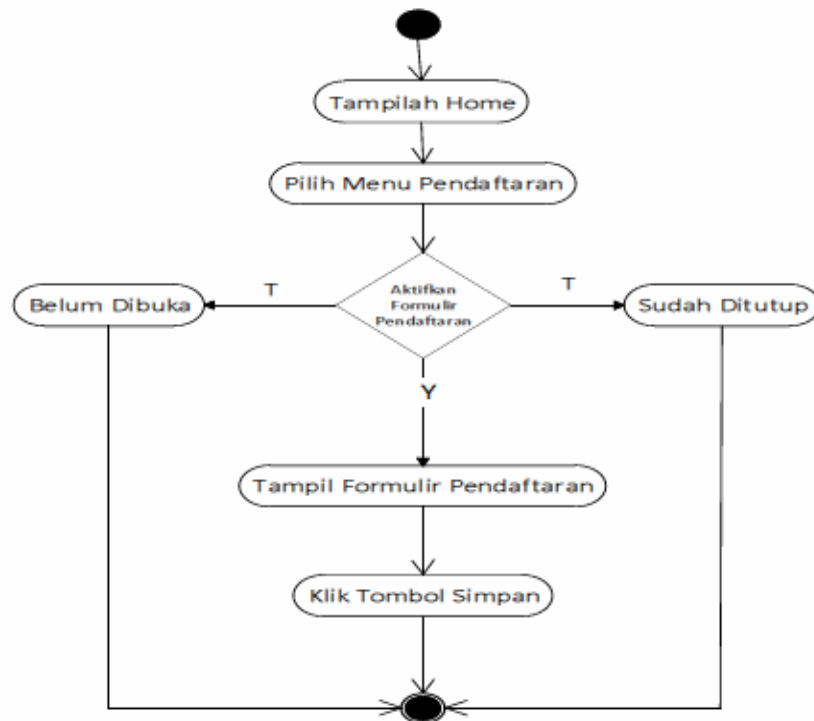 Tampilah Home
Pilih Menu Pendaftaran
Belum Dibuka
T
Aktifkan
Formulir
Pendaftaran
T
Sudah Ditutup
Y
Tampil Formulir Pendaftaran
Klik Tombol Simpan